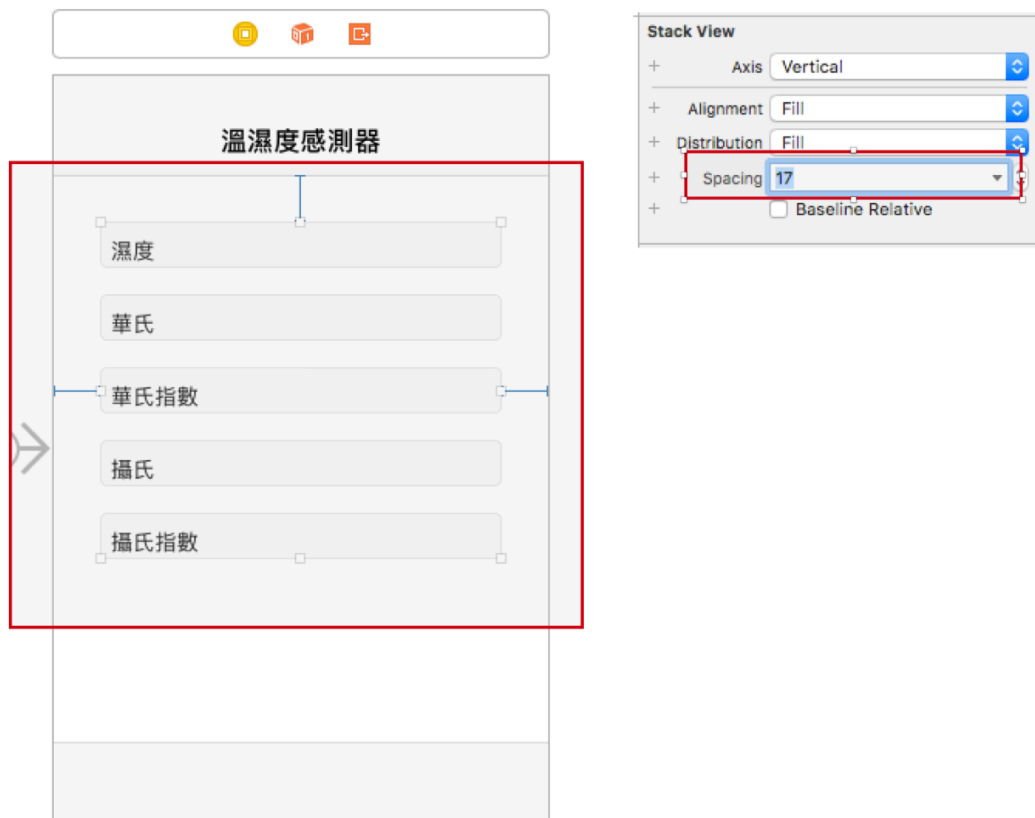 溫濕度感測器
濕度
華氏
華氏指數
攝氏
攝氏指數
Stack View
Axis Vertical
Alignment Fill
Distribution Fill
Spacing 17
Baseline Relative